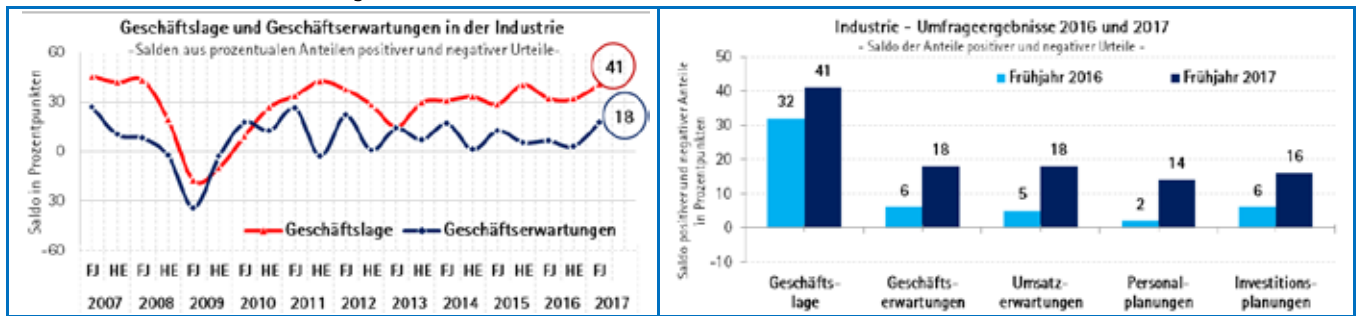 Geschäftslage und Geschäftserwartungen in der Industrie
-Salden aus prozentualen Anteilen positiver und negativer Urteile-
Saldo in Prozentpunkten
60
30
0
30
-60
41
18
Geschäftslage
Geschäftserwartungen
FJ HE FJ HE FJ HE FJ HE FJ HE FJ HE FJ HE FJ HE FJ HE FJ HE FJ
2007 2008 2009 2010 2011 2012 2013 2014 2015 2016 2017
Industrie - Umfrageergebnisse 2016 und 2017
- Saldo der Anteile positiver und negativer Urteile -
Saldo positiver und negativer Anteile
in Prozentpunkten
50
40
30
20
10
0
-10
Frühjahr 2016
Frühjahr 2017
32 41
6 18
5 18
2 14
6 16
Geschäfts-
lage
Geschäfts-
erwartungen
Umsatz-
erwartungen
Personal-
planungen
Investitions-
planungen